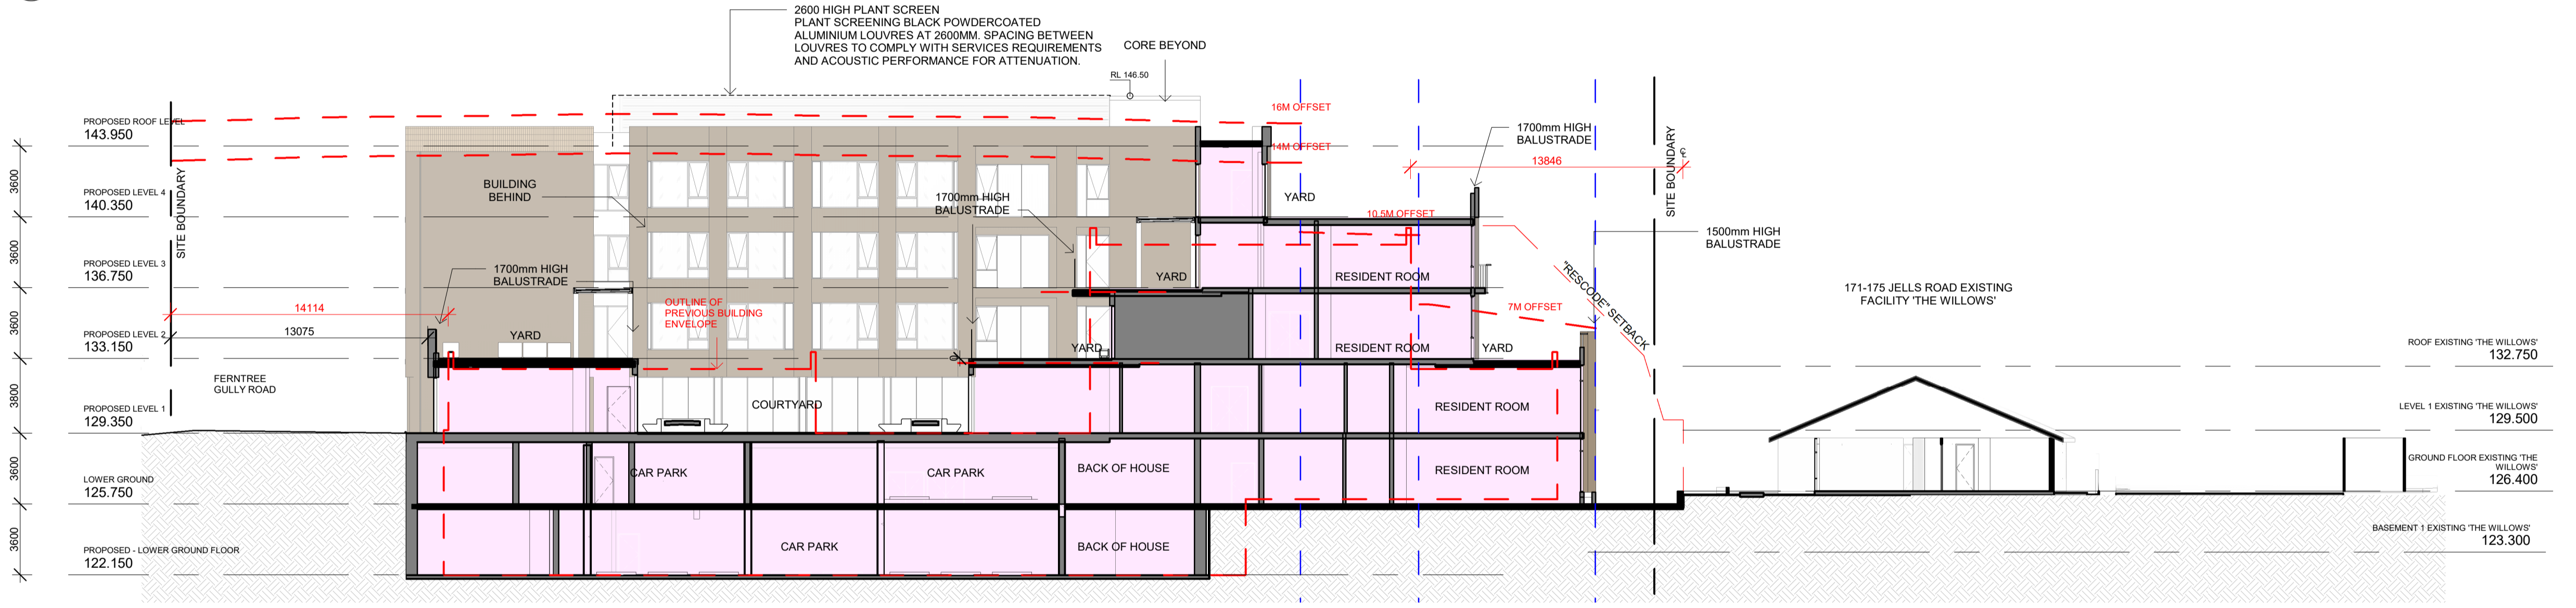 2600 HIGH PLANT SCREEN
PLANT SCREENING BLACK POWDERCOATED
ALUMINIUM LOUVRES AT 2600MM. SPACING BETWEEN
LOUVRES TO COMPLY WITH SERVICES REQUIREMENTS
AND ACOUSTIC PERFORMANCE FOR ATTENUATION.
CORE BEYOND
RL 146.50
16M OFFSET
14M OFFSET
10.5M OFFSET
7M OFFSET
PROPOSED ROOF LEVEL
143.950
PROPOSED LEVEL 4
140.350
PROPOSED LEVEL 3
136.750
PROPOSED LEVEL 2
133.150
PROPOSED LEVEL 1
129.350
LOWER GROUND
125.750
PROPOSED - LOWER GROUND FLOOR
122.150
3600
3600
3600
3800
3600
3600
SITE BOUNDARY
14114
13075
FERNTREE
GULLY ROAD
BUILDING
BEHIND
1700mm HIGH
BALUSTRADE
YARD
OUTLINE OF
PREVIOUS BUILDING
ENVELOPE
COURTYARD
1700mm HIGH
BALUSTRADE
YARD
YARD
YARD
1700mm HIGH
BALUSTRADE
13846
SITE BOUNDARY
1500mm HIGH
BALUSTRADE
"RESCODE" SETBACK
YARD
RESIDENT ROOM
RESIDENT ROOM
RESIDENT ROOM
RESIDENT ROOM
CAR PARK
CAR PARK
BACK OF HOUSE
CAR PARK
BACK OF HOUSE
171-175 JELLS ROAD EXISTING
FACILITY 'THE WILLOWS'
ROOF EXISTING 'THE WILLOWS'
132.750
LEVEL 1 EXISTING 'THE WILLOWS'
129.500
GROUND FLOOR EXISTING 'THE
WILLOWS'
126.400
BASEMENT 1 EXISTING 'THE WILLOWS'
123.300